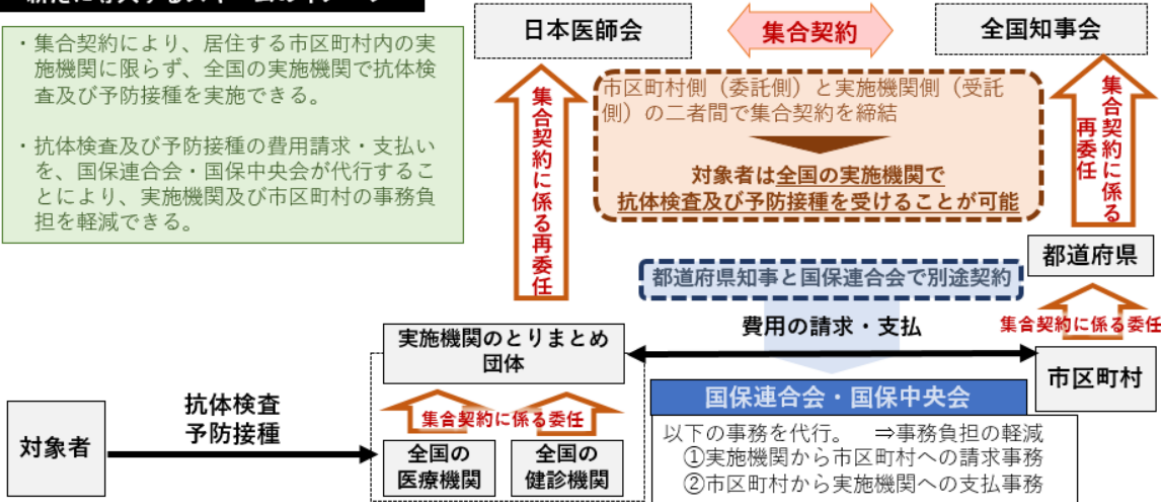 ・集合契約により、居住する市区町村内の実
施機関に限らず、全国の実施機関で抗体検
査及び予防接種を実施できる。
・抗体検査及び予防接種の費用請求・支払い
を、国保連合会・国保中央会が代行するこ
とにより、実施機関及び市区町村の事務負
担を軽減できる。
日本医師会
集合契約
全国知事会
市区町村側（委託側）と実施機関側（受託
側）の二者間で集合契約を締結
対象者は全国の実施機関で
抗体検査及び予防接種を受けることが可能
集合契約に係る再委任
集合契約に係る
再委任
都道府県
都道府県知事と国保連合会で別途契約
集合契約に係る委任
費用の請求・支払
実施機関のとりまとめ
団体
市区町村
集合契約に係る委任
全国の
医療機関
全国の
健診機関
対象者
抗体検査
予防接種
国保連合会・国保中央会
以下の事務を代行。　⇒事務負担の軽減
①実施機関から市区町村への請求事務
②市区町村から実施機関への支払事務